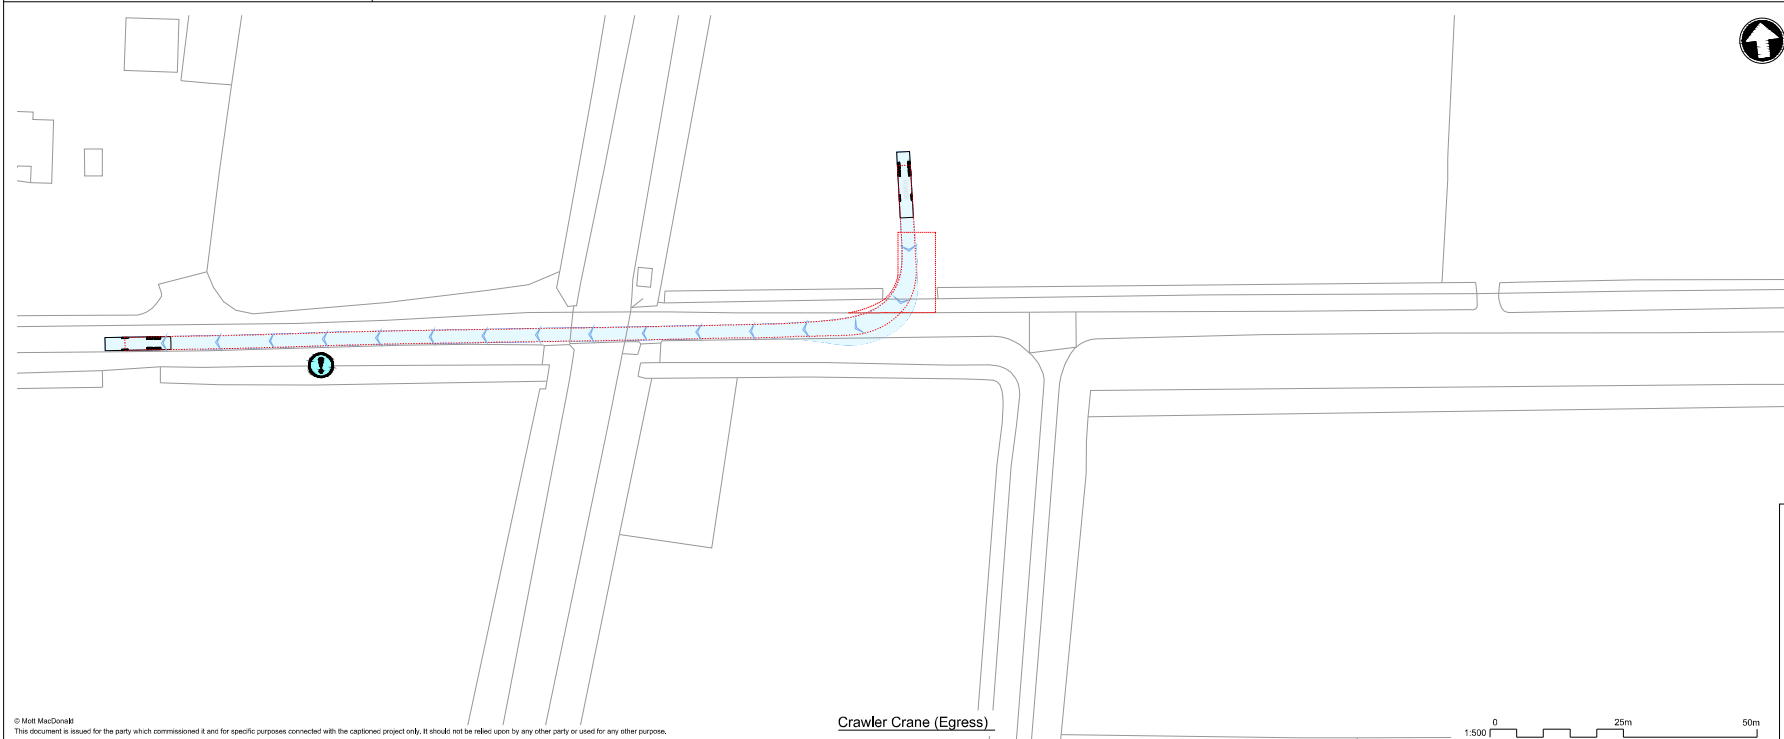 © Mott MacDonald
This document is issued for the party which commissioned it and for specific purposes connected with the captioned project only. It should not be relied upon by any other party or used for any other purpose.
Crawler Crane (Egress)
0 25m 50m
1:500
!